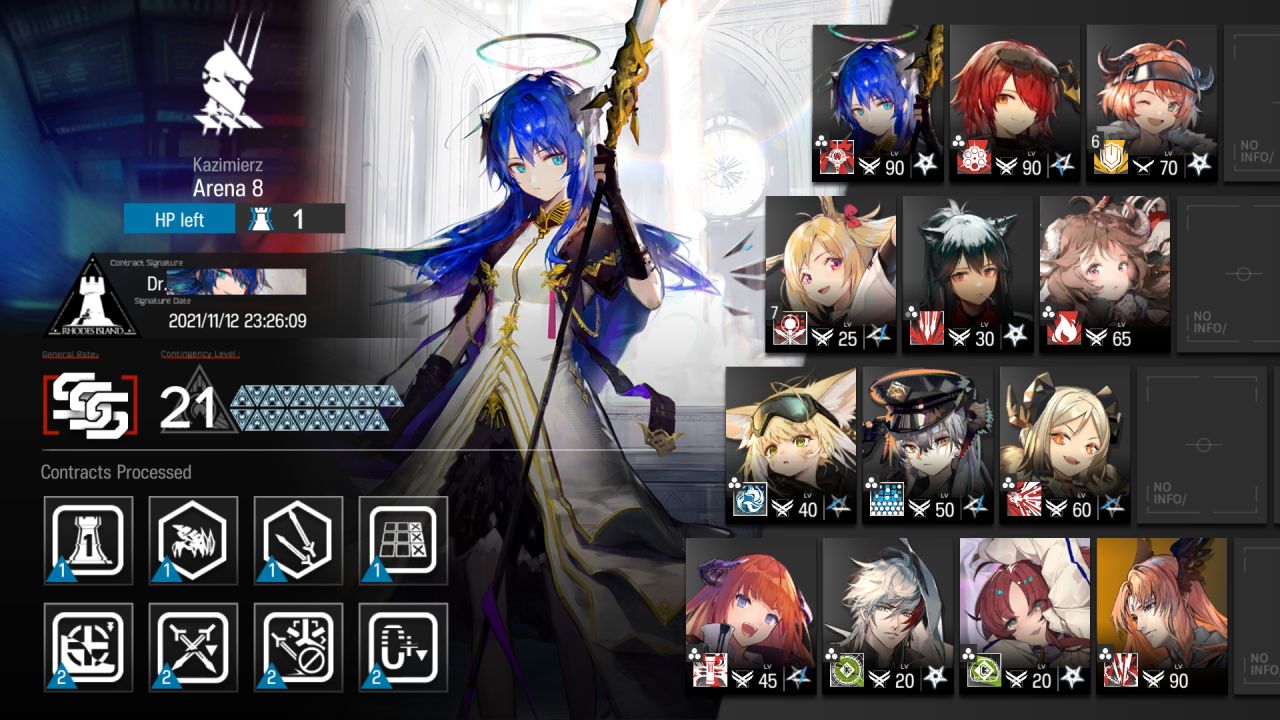 Kazimierz
Arena 8
HP left 1
Contract Signature
Dr.
Signature Date
2021/11/12 23:26:09
RHODES ISLAND
General Rate:
Contingency Level :
SSS
21
Contracts Processed
1
1 1 1 1
2 2 2 2
LV 90
LV 90
6 LV 70
NO
INFO/
7 LV 25
LV 30
LV 65
NO
INFO/
LV 40
LV 50
LV 60
NO
INFO/
LV 45
LV 20
LV 20
LV 90
NO
INFO